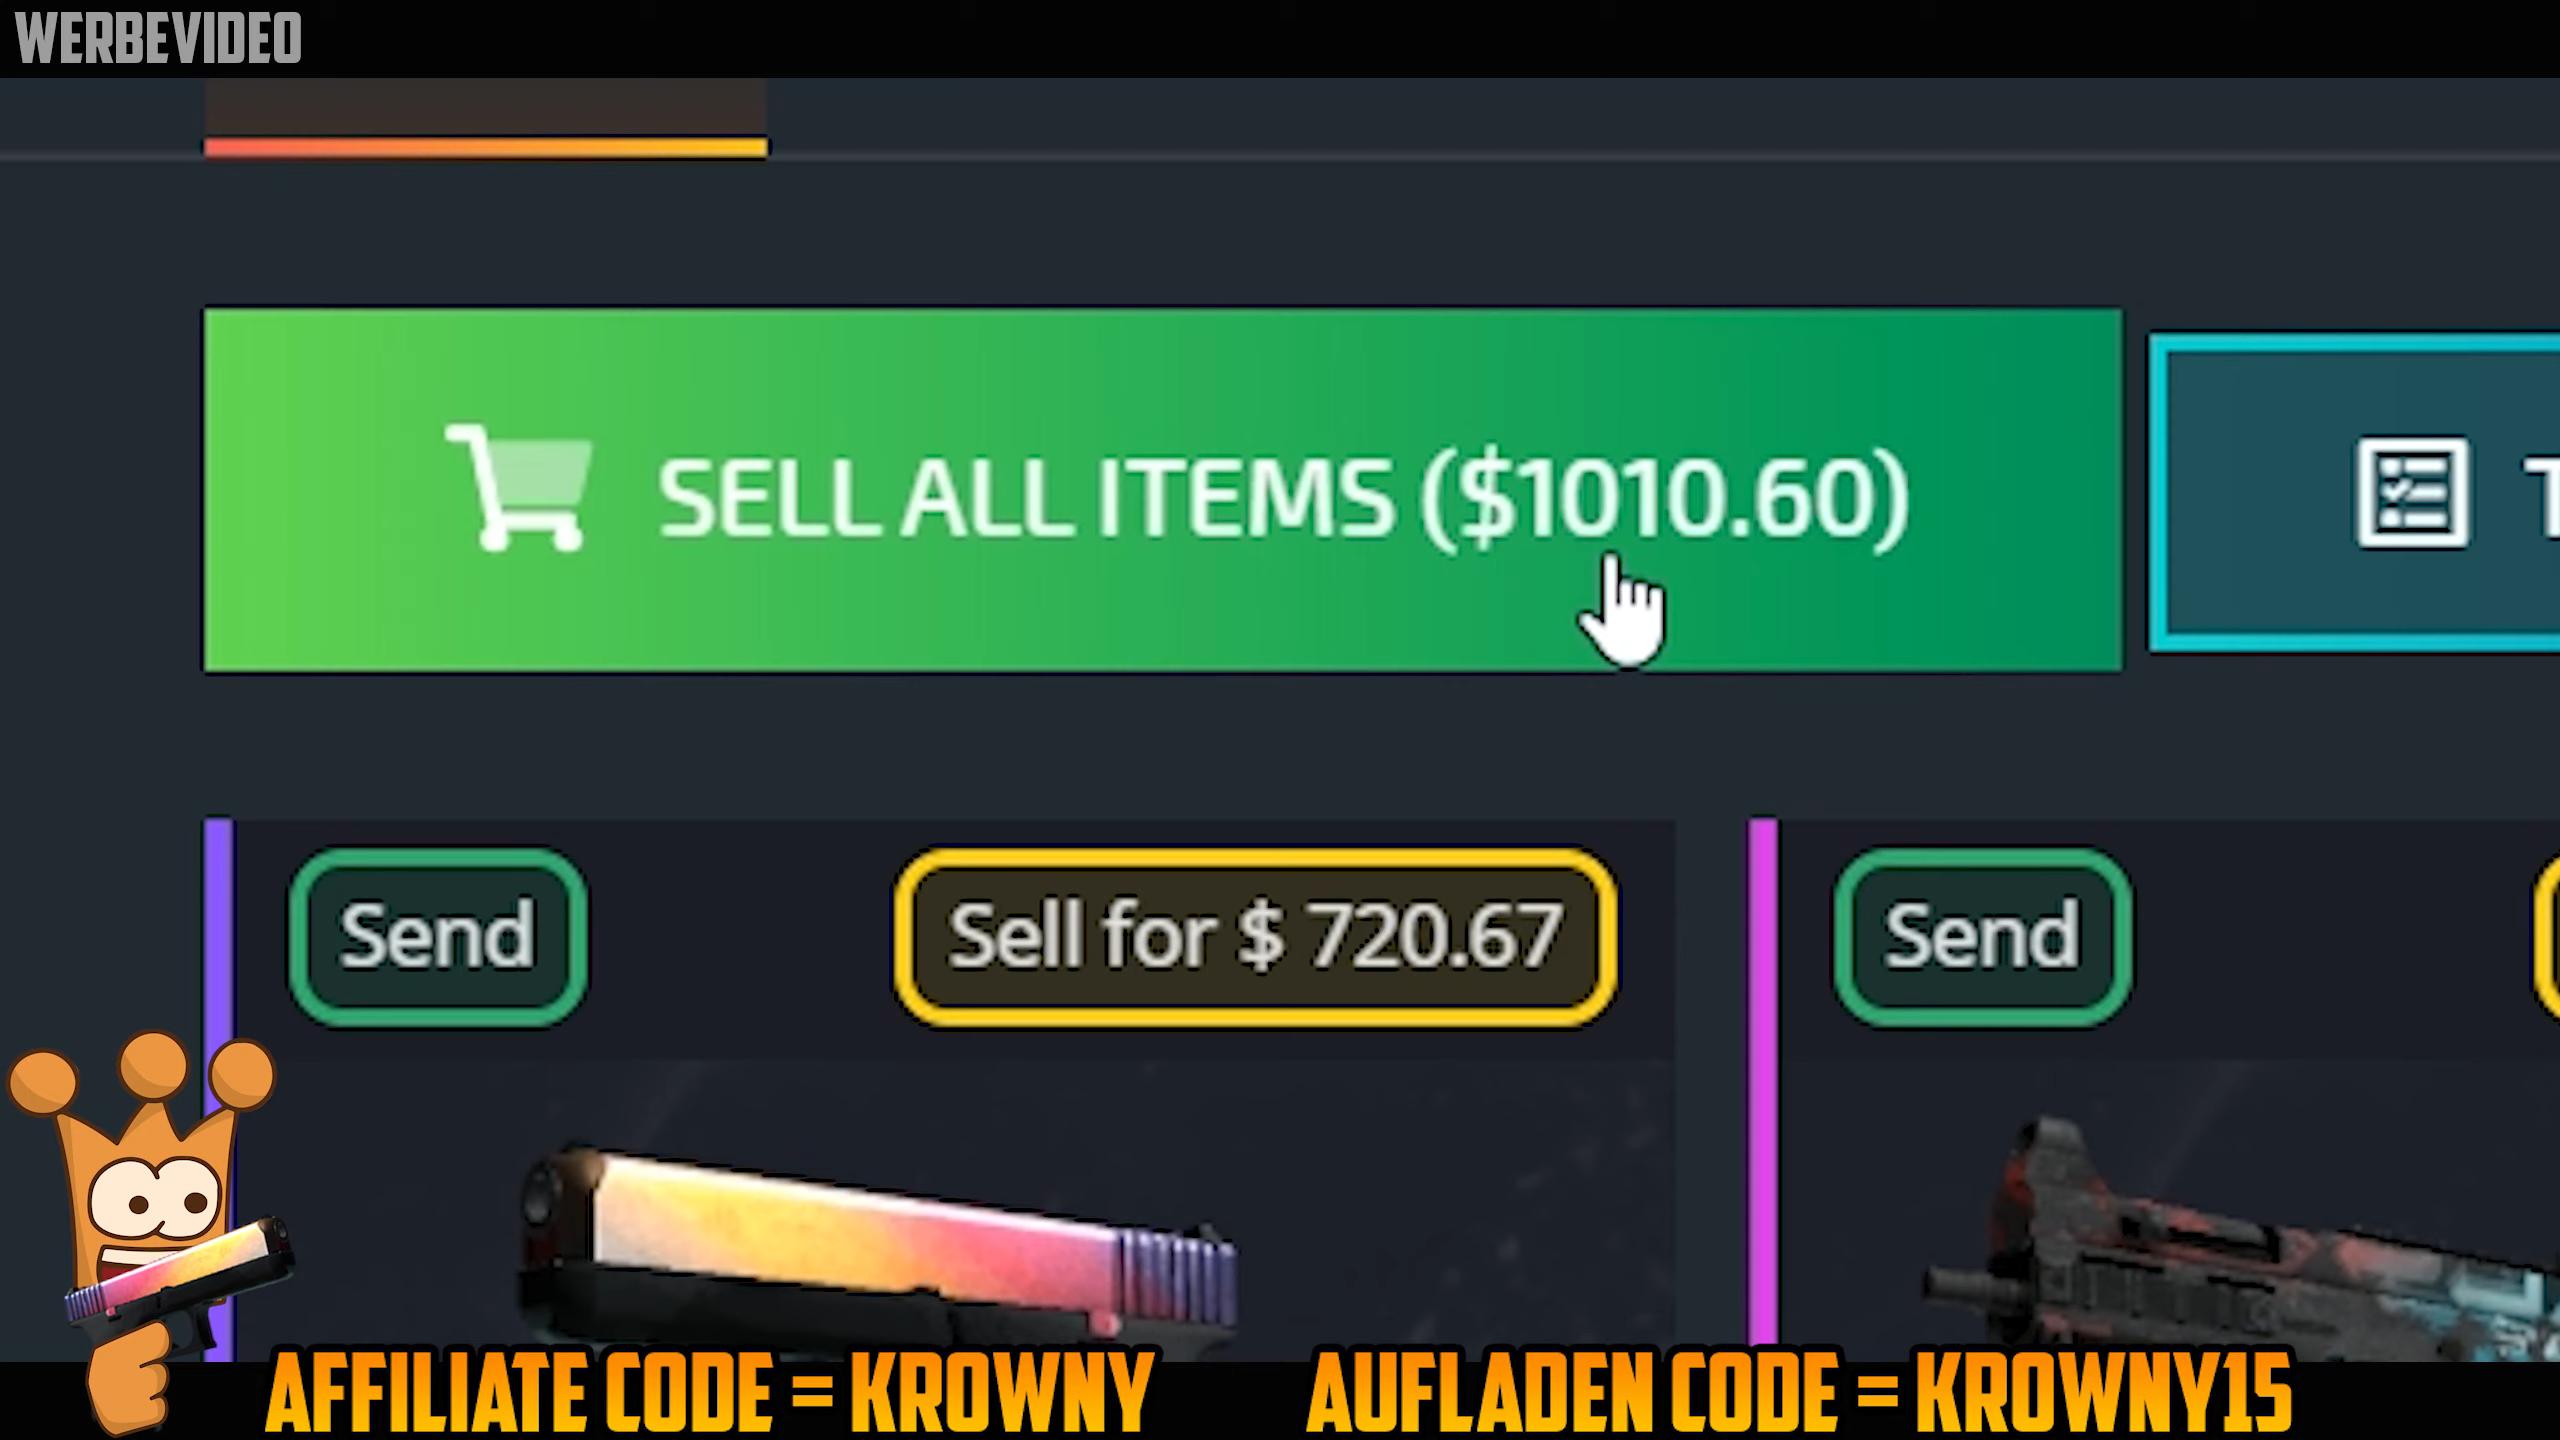 WERBEVIDEO
SELL ALL ITEMS ($1010.60)
Send
Sell for $ 720.67
Send
AFFILIATE CODE = KROWNY
AUFLADEN CODE = KROWNY15